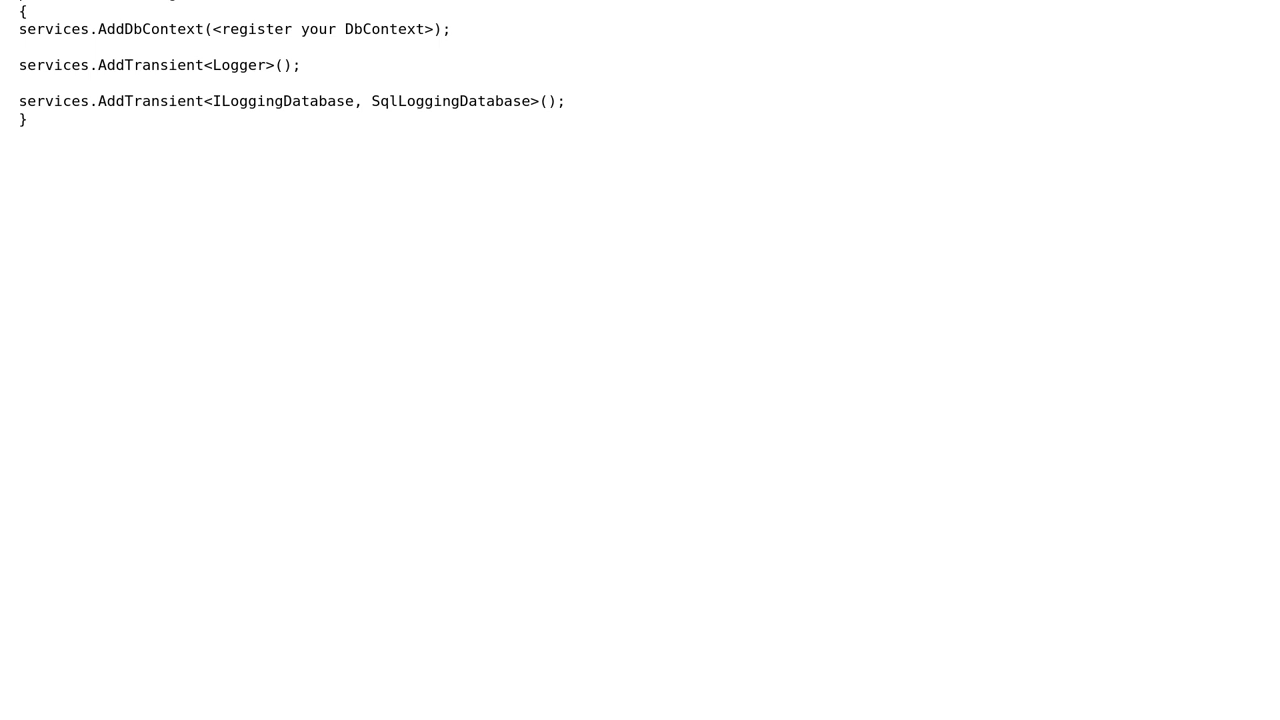 {
services.AddDbContext(<register your DbContext>);
services.AddTransient<Logger>();
services.AddTransient<ILoggingDatabase, SqlLoggingDatabase>();
}